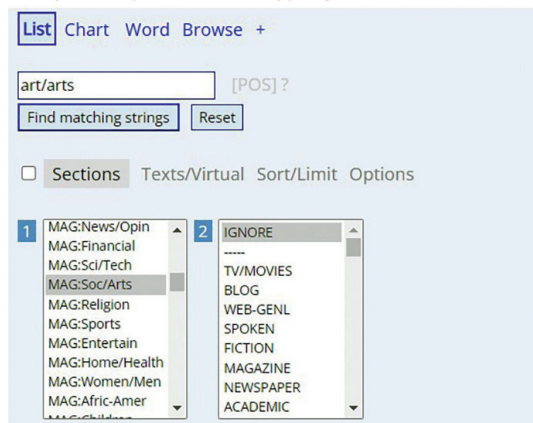 List Chart Word Browse +
art/arts [POS] ?
Find matching strings Reset
Sections Texts/Virtual Sort/Limit Options
1 2
MAG:News/Opin
MAG:Financial
MAG:Sci/Tech
MAG:Soc/Arts
MAG:Religion
MAG:Sports
MAG:Entertain
MAG:Home/Health
MAG:Women/Men
MAG:Afric-Amer
IGNORE
-----
TV/MOVIES
BLOG
WEB-GENL
SPOKEN
FICTION
MAGAZINE
NEWSPAPER
ACADEMIC